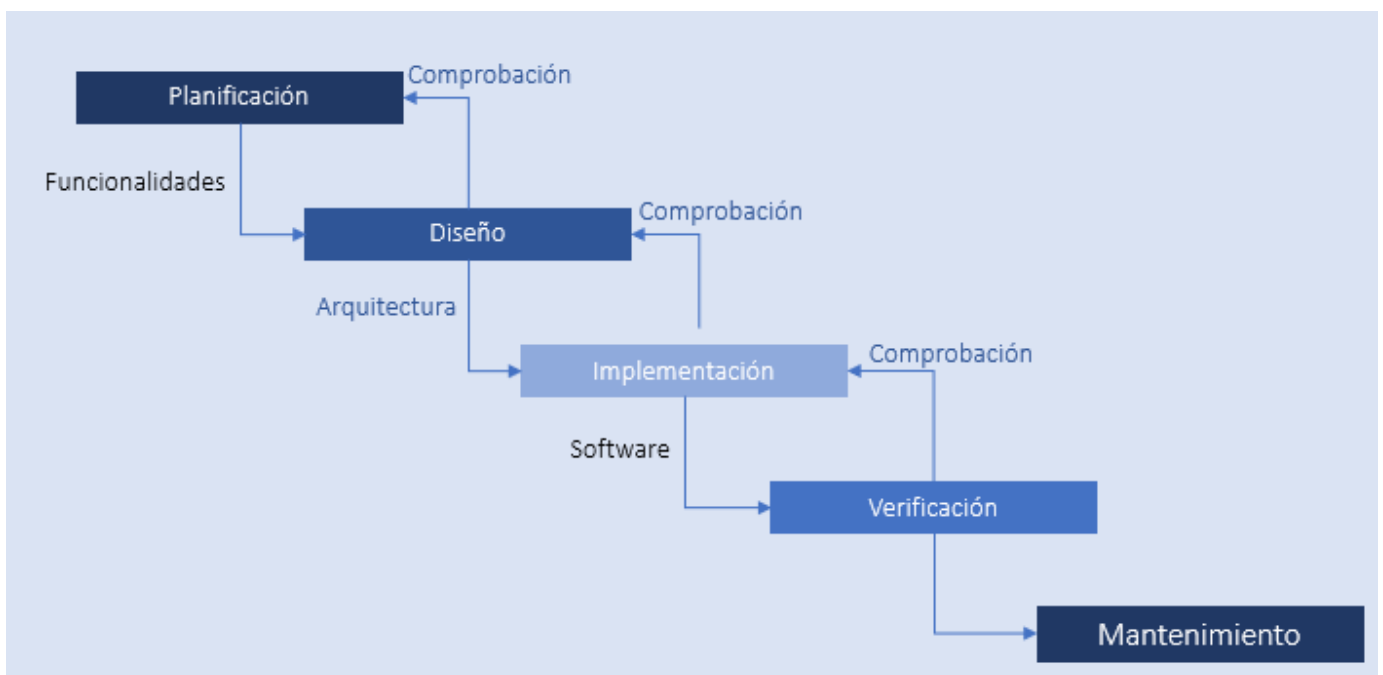 Comprobación
Planificación
Funcionalidades
Comprobación
Diseño
Arquitectura
Comprobación
Implementación
Software
Verificación
Mantenimiento